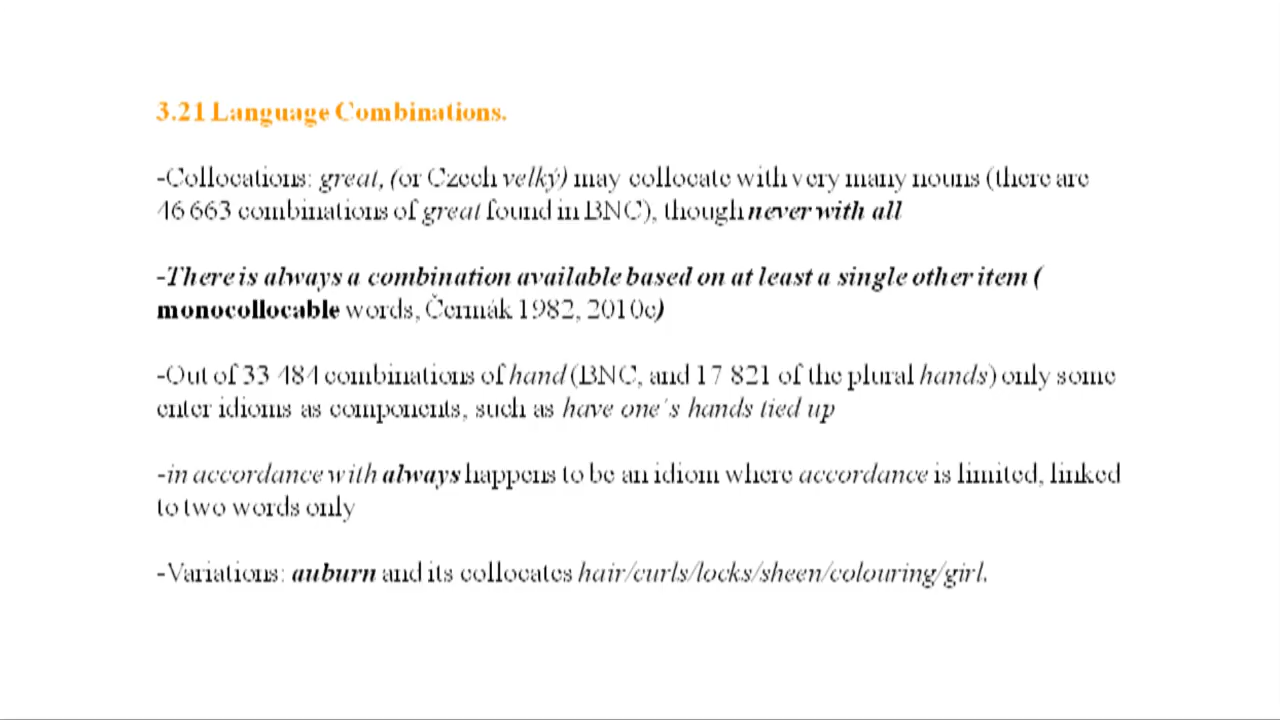 3.21 Language Combinations.
-Collocations: great, (or Czech velký) may collocate with very many nouns (there are
46 663 combinations of great found in BNC), though never with all
-There is always a combination available based on at least a single other item (
monocollocable words, Čermák 1982, 2010c)
-Out of 33 484 combinations of hand (BNC, and 17 821 of the plural hands) only some
enter idioms as components, such as have one´s hands tied up
-in accordance with always happens to be an idiom where accordance is limited, linked
to two words only
-Variations: auburn and its collocates hair/curls/locks/sheen/colouring/girl.